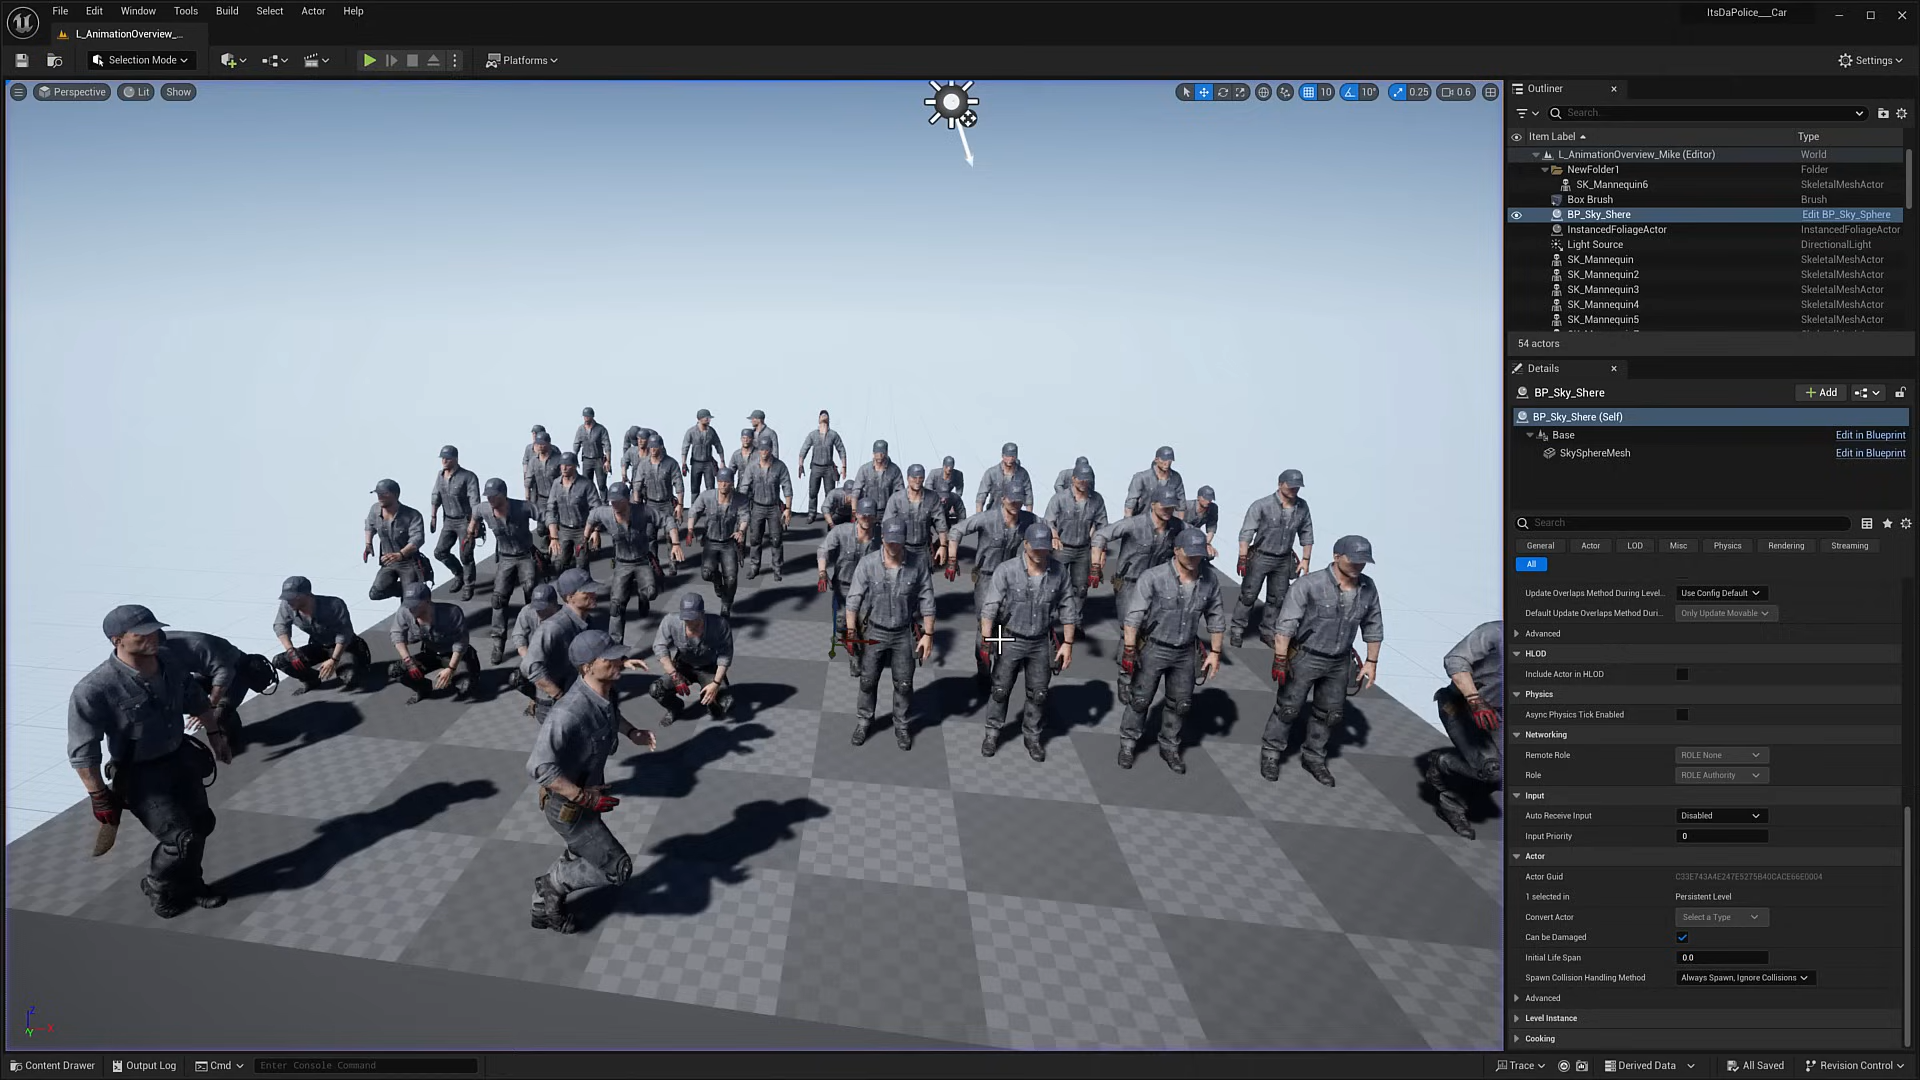 File Edit Window Tools Build Select Actor Help
ItsDaPolice__Car
L_AnimationOverview_...
Selection Mode
Platforms
Settings
Perspective Lit Show
10 10° 0.25 0.6
Outliner
Search...
Item Label Type
L_AnimationOverview_Mike (Editor) World
NewFolder1 Folder
SK_Mannequin6 SkeletalMeshActor
Box Brush Brush
BP_Sky_Shere Edit BP_Sky_Sphere
InstancedFoliageActor InstancedFoliageActor
Light Source DirectionalLight
SK_Mannequin SkeletalMeshActor
SK_Mannequin2 SkeletalMeshActor
SK_Mannequin3 SkeletalMeshActor
SK_Mannequin4 SkeletalMeshActor
SK_Mannequin5 SkeletalMeshActor
54 actors
Details
BP_Sky_Shere Add
BP_Sky_Shere (Self)
Base Edit in Blueprint
SkySphereMesh Edit in Blueprint
Search
General Actor LOD Misc Physics Rendering Streaming
All
Update Overlaps Method During Level... Use Config Default
Default Update Overlaps Method Duri... Only Update Movable
Advanced
HLOD
Include Actor in HLOD
Physics
Async Physics Tick Enabled
Networking
Remote Role ROLE None
Role ROLE Authority
Input
Auto Receive Input Disabled
Input Priority 0
Actor
Actor Guid C33E743A4E247E5275B40CACE66E0004
1 selected in Persistent Level
Convert Actor Select a Type
Can be Damaged
Initial Life Span 0.0
Spawn Collision Handling Method Always Spawn, Ignore Collisions
Advanced
Level Instance
Cooking
Z
Y X
Content Drawer Output Log Cmd Enter Console Command Trace Derived Data All Saved Revision Control